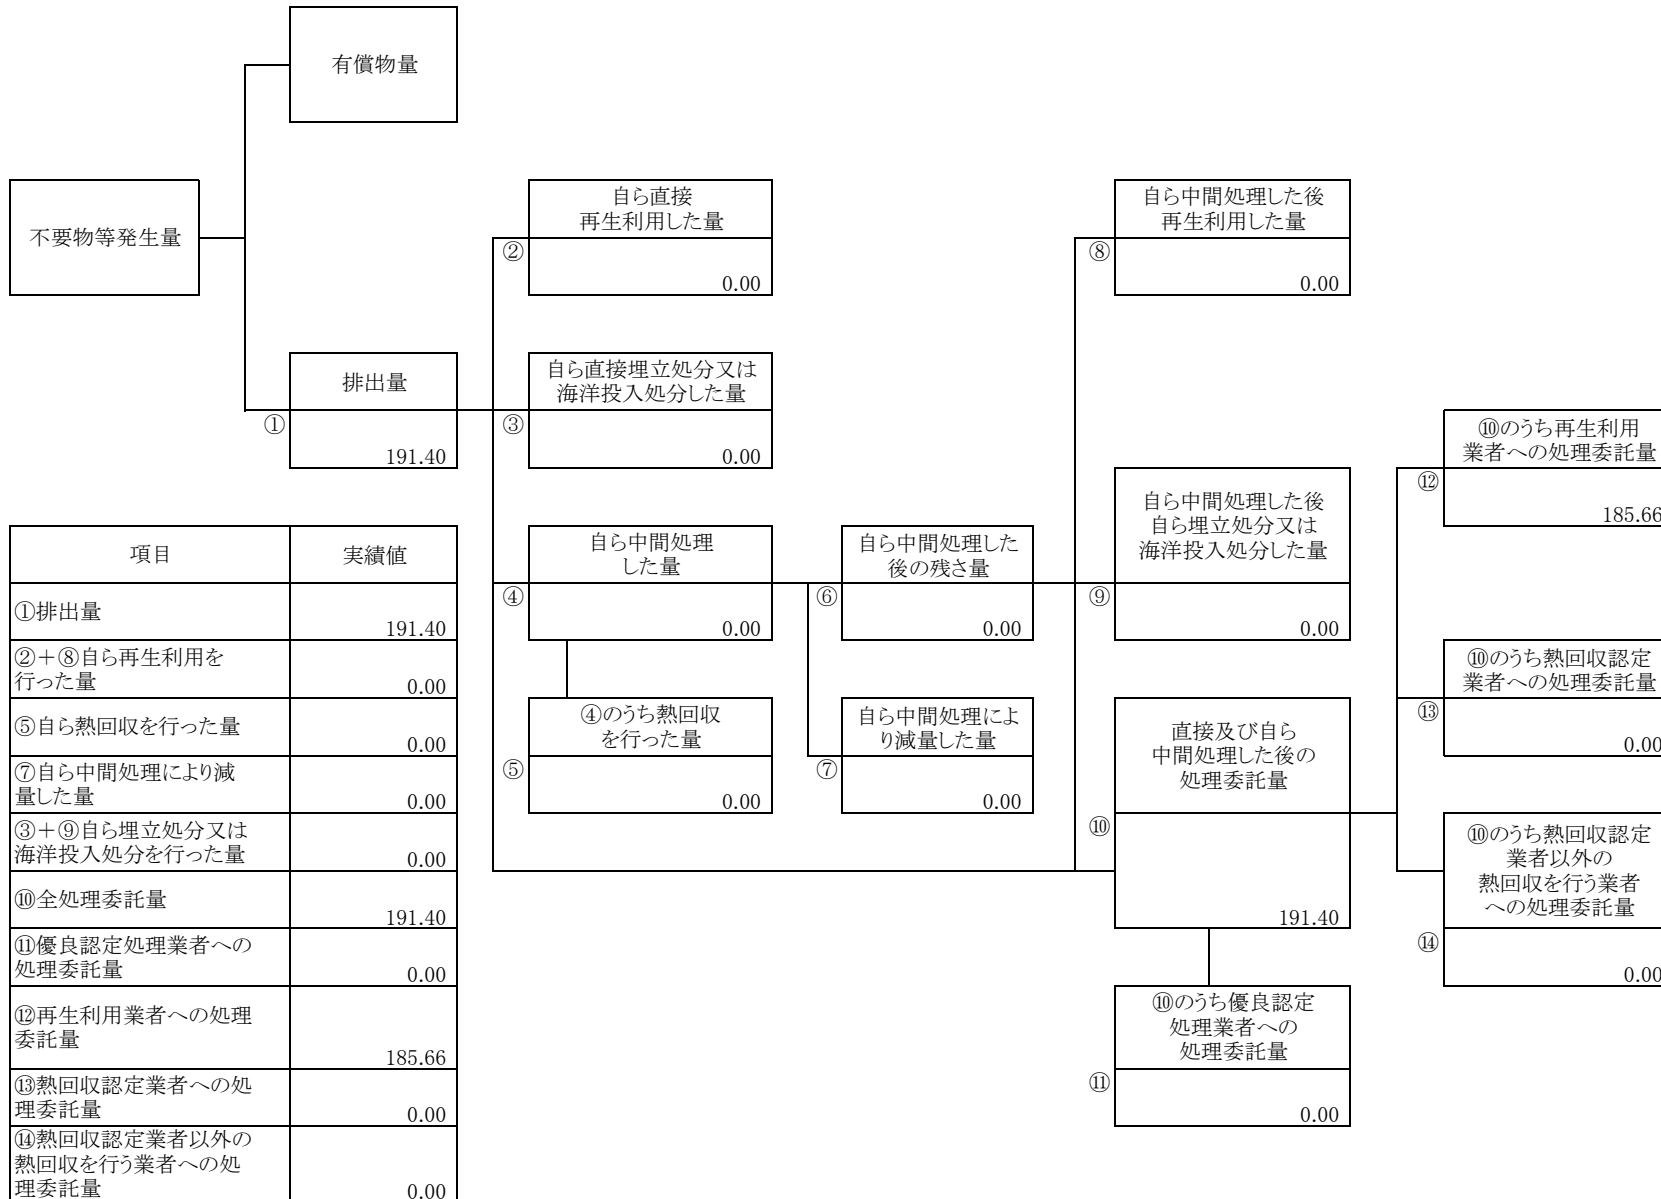 有償物量
不要物等発生量
自ら直接
再生利用した量
②
0.00
自ら中間処理した後
再生利用した量
⑧
0.00
排出量
①
191.40
自ら直接埋立処分又は
海洋投入処分した量
③
0.00
⑩のうち再生利用
業者への処理委託量
⑫
185.66
自ら中間処理
した量
④
0.00
自ら中間処理した
後の残さ量
⑥
0.00
自ら中間処理した後
自ら埋立処分又は
海洋投入処分した量
⑨
0.00
⑩のうち熱回収認定
業者への処理委託量
⑬
0.00
④のうち熱回収
を行った量
⑤
0.00
自ら中間処理によ
り減量した量
⑦
0.00
直接及び自ら
中間処理した後の
処理委託量
⑩
191.40
⑩のうち熱回収認定
業者以外の
熱回収を行う業者
への処理委託量
⑭
0.00
⑩のうち優良認定
処理業者への
処理委託量
⑪
0.00
項目 実績値
①排出量
191.40
②＋⑧自ら再生利用を
行った量
0.00
⑤自ら熱回収を行った量
0.00
⑦自ら中間処理により減
量した量
0.00
③＋⑨自ら埋立処分又は
海洋投入処分を行った量
0.00
⑩全処理委託量
191.40
⑪優良認定処理業者への
処理委託量
0.00
⑫再生利用業者への処理
委託量
185.66
⑬熱回収認定業者への処
理委託量
0.00
⑭熱回収認定業者以外の
熱回収を行う業者への処
理委託量
0.00